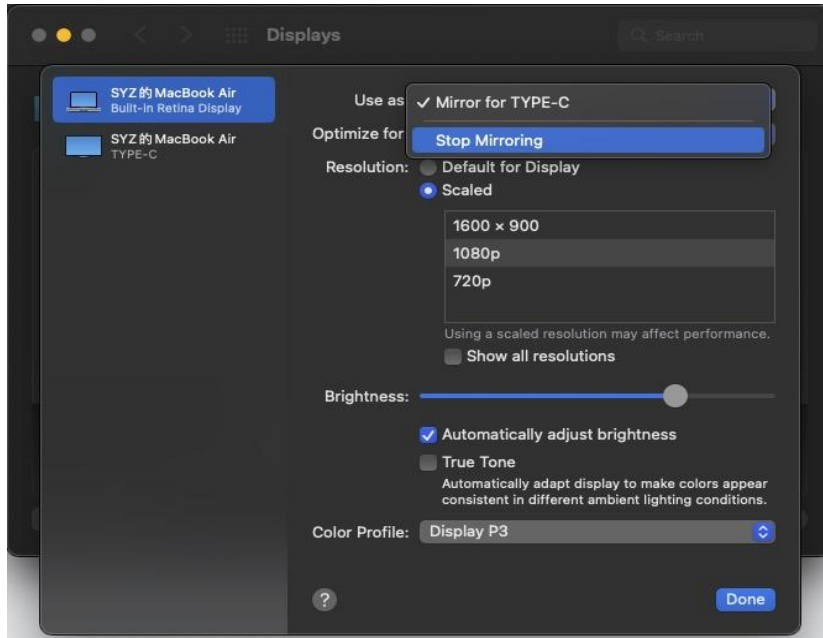 Displays
Search
SYZ的MacBook Air
Built-in Retina Display
SYZ的MacBook Air
TYPE-C
Use as
✓ Mirror for TYPE-C
Stop Mirroring
Optimize for
Resolution:
Default for Display
Scaled
1600 × 900
1080p
720p
Using a scaled resolution may affect performance.
Show all resolutions
Brightness:
Automatically adjust brightness
True Tone
Automatically adapt display to make colors appear
consistent in different ambient lighting conditions.
Color Profile: Display P3
?
Done